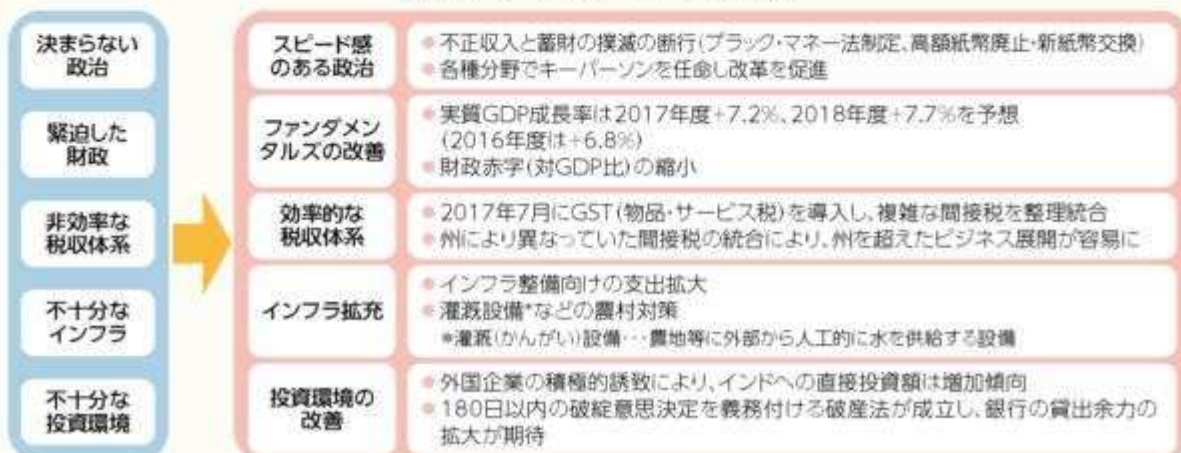 決まらない
政治
緊迫した
財政
非効率な
税収体系
不十分な
インフラ
不十分な
投資環境
スピード感
のある政治
●不正収入と蓄財の撲滅の断行(ブラック・マネー法制定、高額紙幣廃止・新紙幣交換)
●各種分野でキーパーソンを任命し改革を促進
ファンダメン
タルズの改善
●実質GDP成長率は2017年度+7.2%、2018年度+7.7%を予想
(2016年度は+6.8%)
●財政赤字(対GDP比)の縮小
効率的な
税収体系
●2017年7月にGST(物品・サービス税)を導入し、複雑な間接税を整理統合
●州により異なっていた間接税の統合により、州を超えたビジネス展開が容易に
インフラ拡充
●インフラ整備向けの支出拡大
●灌漑設備*などの農村対策
*灌漑(かんがい)設備…農地等に外部から人工的に水を供給する設備
投資環境の
改善
●外国企業の積極的誘致により、インドへの直接投資額は増加傾向
●180日以内の破綻意思決定を義務付ける破産法が成立し、銀行の貸出余力の
拡大が期待